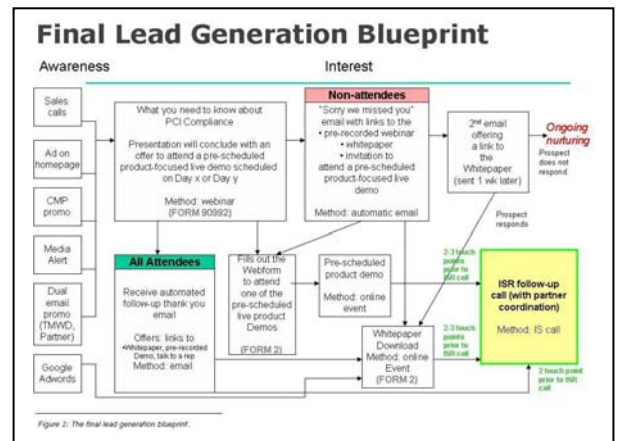 Final Lead Generation Blueprint
Awareness
Interest
Sales
calls
Ad on
homepage
CMP
promo
Media
Alert
Dual
email
promo
(TMWD,
Partner)
Google
Adwords
What you need to know about
PCI Compliance
Presentation will conclude with an
offer to attend a pre-scheduled
product-focused live demo scheduled
on Day x or Day y
Method: webinar
(FORM 90992)
Non-attendees
"Sorry we missed you"
email with links to the
• pre-recorded webinar
• whitepaper
• invitation to
attend a pre-scheduled
product-focused live
demo
Method: automatic email
2nd email
offering
a link to
the
Whitepaper
(sent 1 wk later)
Ongoing
nurturing
Prospect
does not
respond
Prospect
responds
All Attendees
Receive automated
follow-up thank you
email
Offers: links to
•Whitepaper, pre-recorded
Demo, talk to a rep
Method: email
Fills out the
Webform
to attend
one of the
pre-scheduled
live product
Demos
(FORM 2)
Pre-scheduled
product demo
Method: online
event
Whitepaper
Download
Method: online
Event
(FORM 2)
2-3 touch
points
prior to
ISR call
2-3 touch
points
prior to
ISR call
ISR follow-up
call (with partner
coordination)
Method: IS call
2 touch point
prior to ISR
call
Figure 2: The final lead generation blueprint.